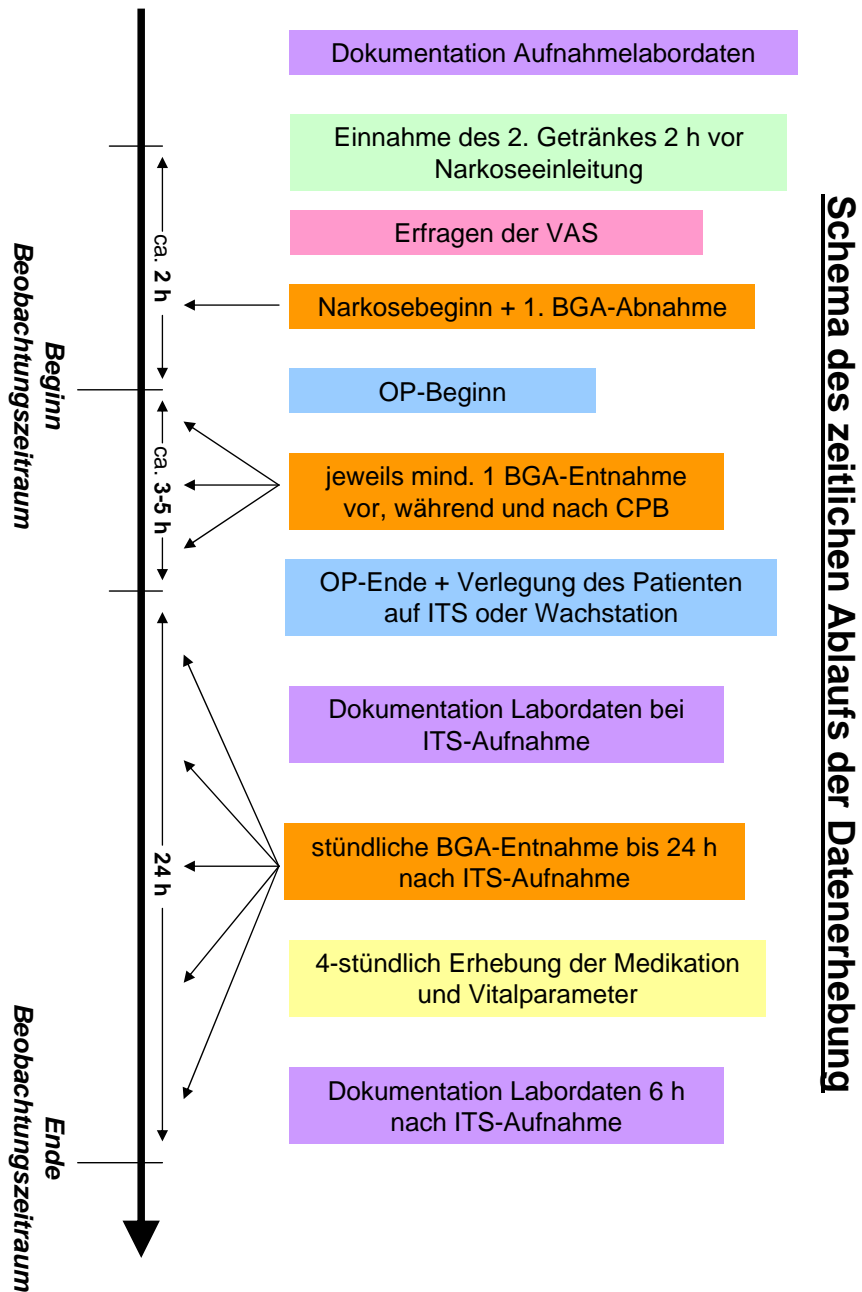 Schema des zeitlichen Ablaufs der Datenerhebung
Dokumentation Aufnahmelabordaten
Einnahme des 2. Getränkes 2 h vor
Narkoseeinleitung
Erfragen der VAS
ca. 2 h
Narkosebeginn + 1. BGA-Abnahme
Beginn
Beobachtungszeitraum
OP-Beginn
ca. 3-5 h
jeweils mind. 1 BGA-Entnahme
vor, während und nach CPB
OP-Ende + Verlegung des Patienten
auf ITS oder Wachstation
Dokumentation Labordaten bei
ITS-Aufnahme
24 h
stündliche BGA-Entnahme bis 24 h
nach ITS-Aufnahme
4-stündlich Erhebung der Medikation
und Vitalparameter
Dokumentation Labordaten 6 h
nach ITS-Aufnahme
Ende
Beobachtungszeitraum